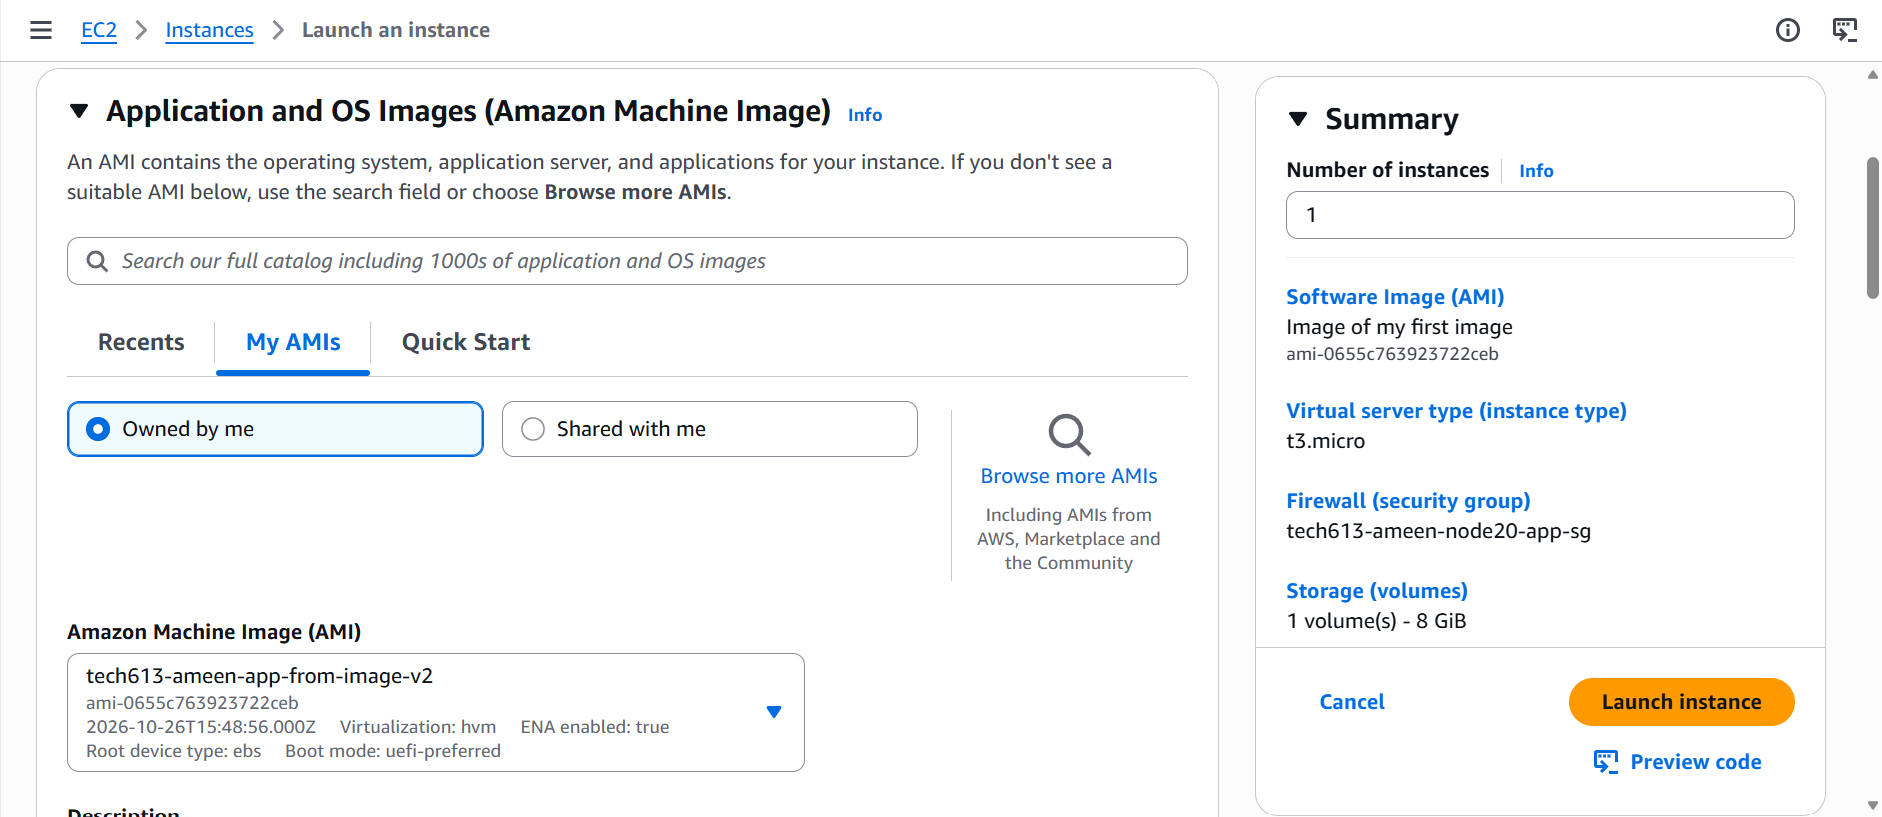 EC2 > Instances > Launch an instance
Application and OS Images (Amazon Machine Image) Info
An AMI contains the operating system, application server, and applications for your instance. If you don't see a
suitable AMI below, use the search field or choose Browse more AMIs.
Search our full catalog including 1000s of application and OS images
Recents
My AMIs
Quick Start
Owned by me
Shared with me
Browse more AMIs
Including AMIs from
AWS, Marketplace and
the Community
Amazon Machine Image (AMI)
tech613-ameen-app-from-image-v2
ami-0655c763923722ceb
2026-10-26T15:48:56.000Z Virtualization: hvm ENA enabled: true
Root device type: ebs Boot mode: uefi-preferred
Description
Summary
Number of instances Info
1
Software Image (AMI)
Image of my first image
ami-0655c763923722ceb
Virtual server type (instance type)
t3.micro
Firewall (security group)
tech613-ameen-node20-app-sg
Storage (volumes)
1 volume(s) - 8 GiB
Cancel
Launch instance
Preview code